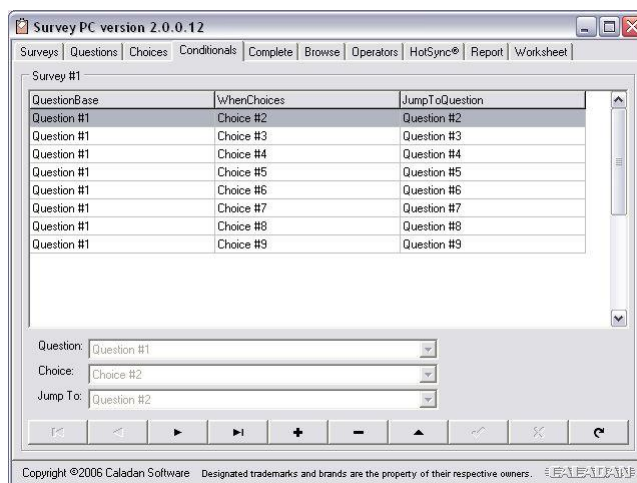 Survey PC version 2.0.0.12
Surveys Questions Choices Conditionals Complete Browse Operators HotSync® Report Worksheet
Survey #1
QuestionBase WhenChoices JumpToQuestion
Question #1 Choice #2 Question #2
Question #1 Choice #3 Question #3
Question #1 Choice #4 Question #4
Question #1 Choice #5 Question #5
Question #1 Choice #6 Question #6
Question #1 Choice #7 Question #7
Question #1 Choice #8 Question #8
Question #1 Choice #9 Question #9
Question: Question #1
Choice: Choice #2
Jump To: Question #2
Copyright ©2006 Caladan Software Designated trademarks and brands are the property of their respective owners. CALADAN